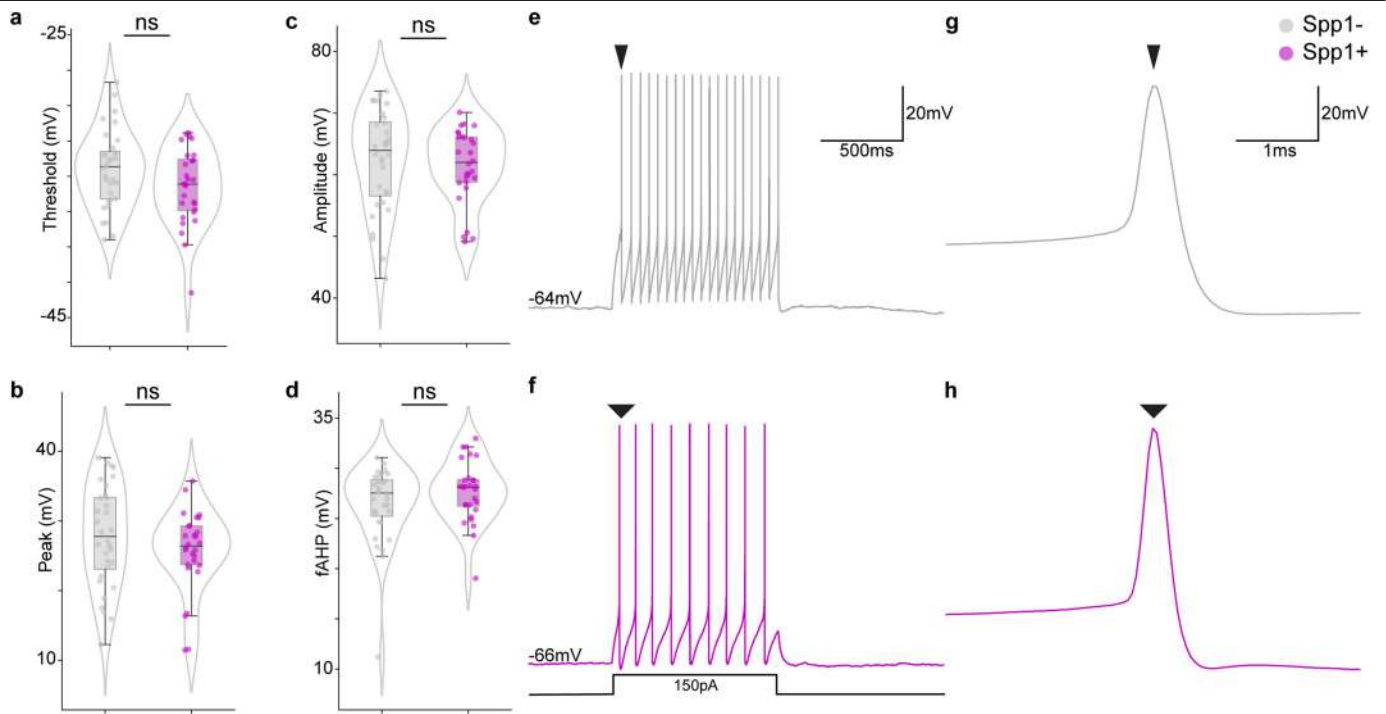 a
ns
-25
Threshold (mV)
-45
c
ns
80
Amplitude (mV)
40
e
20mV
500ms
-64mV
g
Spp1-
Spp1+
20mV
1ms
b
ns
40
Peak (mV)
10
d
ns
35
fAHP (mV)
10
f
-66mV
150pA
h